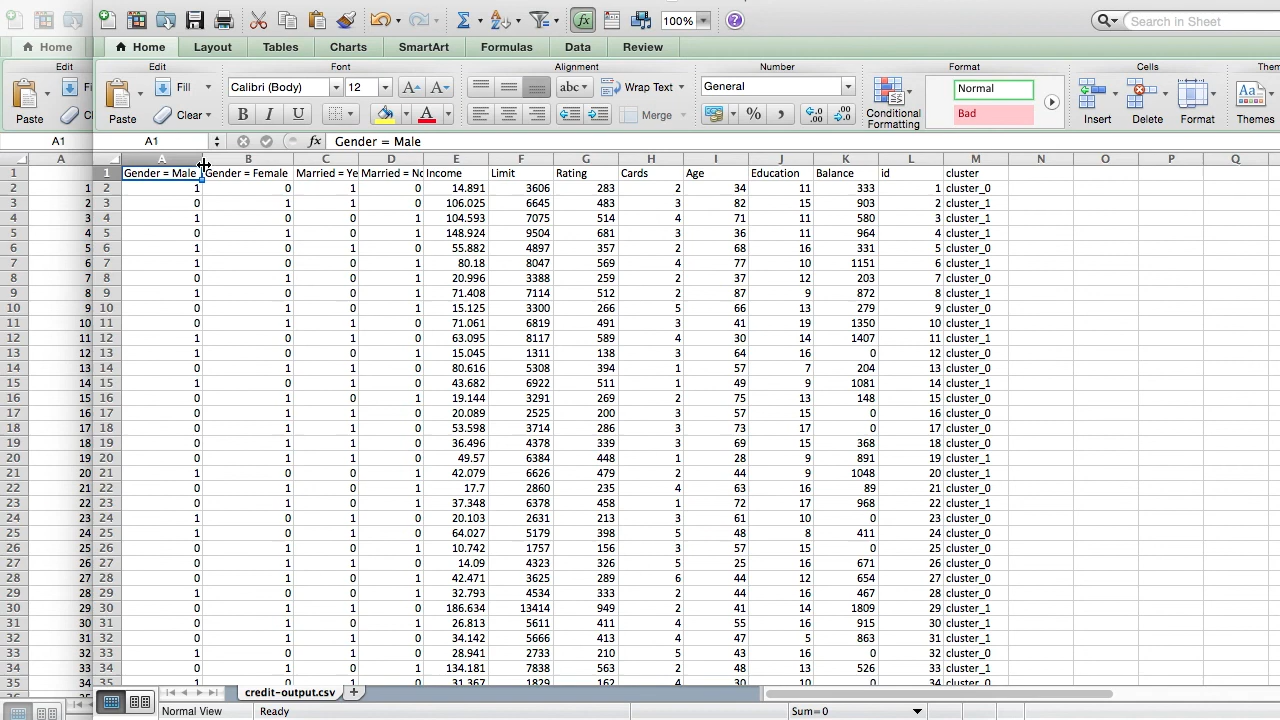 100%
Search in Sheet
Home Home Layout Tables Charts SmartArt Formulas Data Review
Edit Edit Font Alignment Number Format Cells Them
Fi Fill Calibri (Body) 12 A A abc Wrap Text General Normal
Paste Paste Clear B I U A Merge % , Conditional Formatting Bad Insert Delete Format Themes Aa
A1 A1 fx Gender = Male
A A B C D E F G H I J K L M N O P Q
1 Gender = Male Gender = Female Married = Ye Married = No Income Limit Rating Cards Age Education Balance id cluster
1 2 1 0 1 0 14.891 3606 283 2 34 11 333 1 cluster_0
2 3 0 1 1 0 106.025 6645 483 3 82 15 903 2 cluster_1
3 4 1 0 0 1 104.593 7075 514 4 71 11 580 3 cluster_1
4 5 0 1 0 1 148.924 9504 681 3 36 11 964 4 cluster_1
5 6 1 0 1 0 55.882 4897 357 2 68 16 331 5 cluster_0
6 7 1 0 0 1 80.18 8047 569 4 77 10 1151 6 cluster_1
7 8 0 1 0 1 20.996 3388 259 2 37 12 203 7 cluster_0
8 9 1 0 0 1 71.408 7114 512 2 87 9 872 8 cluster_1
9 10 0 1 0 1 15.125 3300 266 5 66 13 279 9 cluster_0
10 11 0 1 1 0 71.061 6819 491 3 41 19 1350 10 cluster_1
11 12 1 0 1 0 63.095 8117 589 4 30 14 1407 11 cluster_1
12 13 0 1 1 0 15.045 1311 138 3 64 16 0 12 cluster_0
13 14 0 1 1 0 80.616 5308 394 1 57 7 204 13 cluster_0
14 15 1 0 1 0 43.682 6922 511 1 49 9 1081 14 cluster_1
15 16 0 1 1 0 19.144 3291 269 2 75 13 148 15 cluster_0
16 17 0 1 1 0 20.089 2525 200 3 57 15 0 16 cluster_0
17 18 0 1 1 0 53.598 3714 286 3 73 17 0 17 cluster_0
18 19 0 1 1 0 36.496 4378 339 3 69 15 368 18 cluster_0
19 20 0 1 1 0 49.57 6384 448 1 28 9 891 19 cluster_1
20 21 1 0 0 1 42.079 6626 479 2 44 9 1048 20 cluster_1
21 22 0 1 0 1 17.7 2860 235 4 63 16 89 21 cluster_0
22 23 0 1 1 0 37.348 6378 458 1 72 17 968 22 cluster_1
23 24 1 0 1 0 20.103 2631 213 3 61 10 0 23 cluster_0
24 25 1 0 1 0 64.027 5179 398 5 48 8 411 24 cluster_0
25 26 0 1 0 1 10.742 1757 156 3 57 15 0 25 cluster_0
26 27 0 1 1 0 14.09 4323 326 5 25 16 671 26 cluster_0
27 28 0 1 0 1 42.471 3625 289 6 44 12 654 27 cluster_0
28 29 1 0 1 0 32.793 4534 333 2 44 16 467 28 cluster_0
29 30 0 1 1 0 186.634 13414 949 2 41 14 1809 29 cluster_1
30 31 0 1 1 0 26.813 5611 411 4 55 16 915 30 cluster_1
31 32 0 1 1 0 34.142 5666 413 4 47 5 863 31 cluster_1
32 33 1 0 1 0 28.941 2733 210 5 43 16 0 32 cluster_0
33 34 0 1 0 1 134.181 7838 563 2 48 13 526 33 cluster_1
34 35 1 0 1 0 31.367 1829 162 4 30 10 0 34 cluster_0
credit-output.csv
Normal View Ready Sum=0